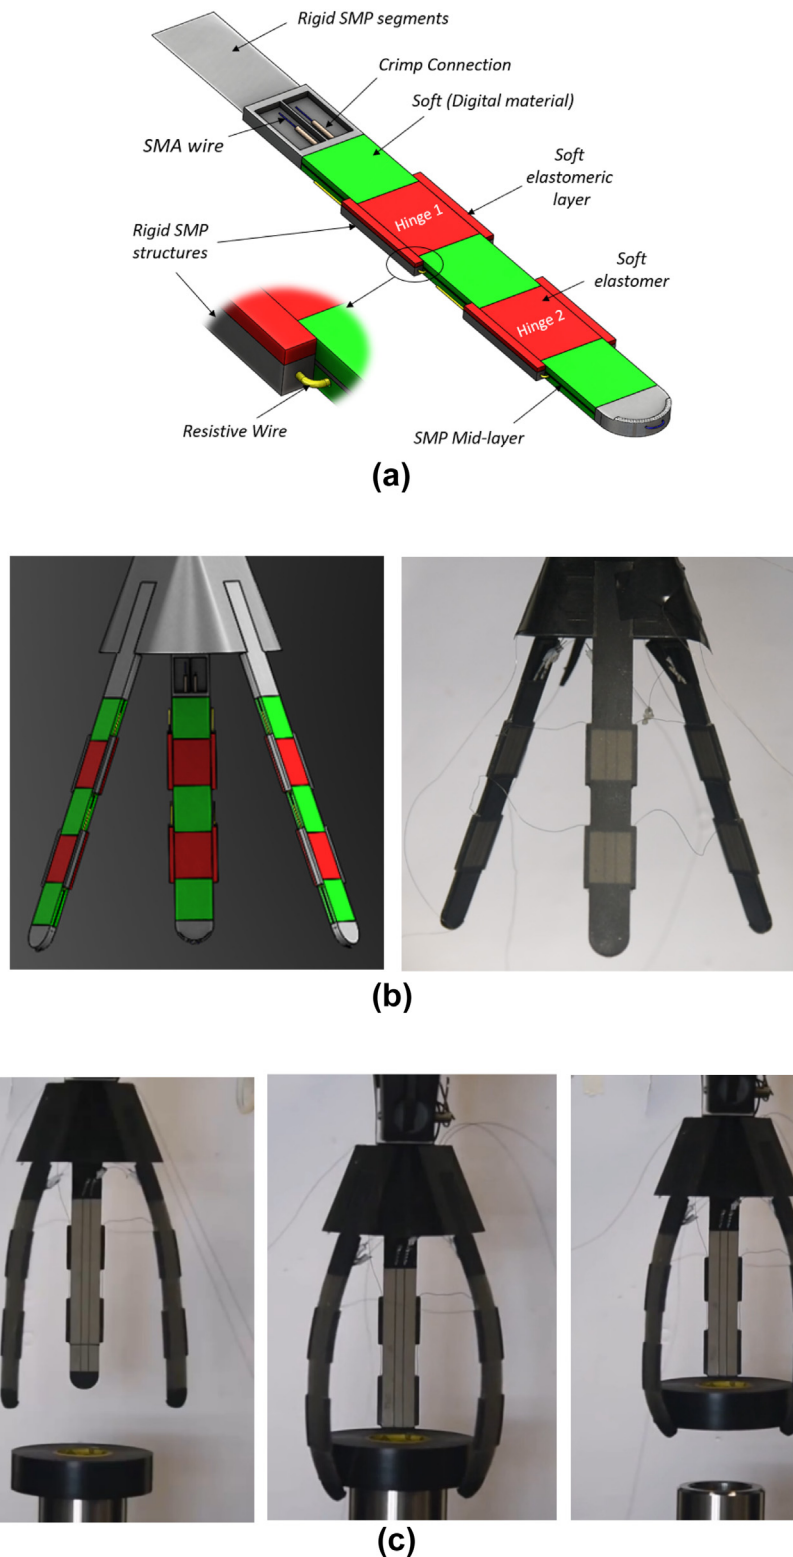 Rigid SMP segments
Crimp Connection
Soft (Digital material)
SMA wire
Soft
elastomeric
layer
Hinge 1
Rigid SMP
structures
Soft
elastomer
Hinge 2
Resistive Wire
SMP Mid-layer
(a)
(b)
(c)